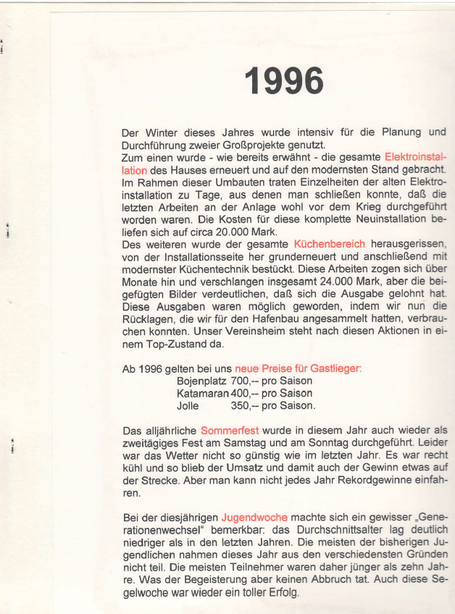 1996
Der Winter dieses Jahres wurde intensiv für die Planung und
Durchführung zweier Großprojekte genutzt.
Zum einen wurde - wie bereits erwähnt - die gesamte Elektroinstal-
lation des Hauses erneuert und auf den modernsten Stand gebracht.
Im Rahmen dieser Umbauten traten Einzelheiten der alten Elektro-
installation zu Tage, aus denen man schließen konnte, daß die
letzten Arbeiten an der Anlage wohl vor dem Krieg durchgeführt
worden waren. Die Kosten für diese komplette Neuinstallation be-
liefen sich auf circa 20.000 Mark.
Des weiteren wurde der gesamte Küchenbereich herausgerissen,
von der Installationsseite her grunderneuert und anschließend mit
modernster Küchentechnik bestückt. Diese Arbeiten zogen sich über
Monate hin und verschlangen insgesamt 24.000 Mark, aber die bei-
gefügten Bilder verdeutlichen, daß sich die Ausgabe gelohnt hat.
Diese Ausgaben waren möglich geworden, indem wir nun die
Rücklagen, die wir für den Hafenbau angesammelt hatten, verbrau-
chen konnten. Unser Vereinsheim steht nach diesen Aktionen in ei-
nem Top-Zustand da.
Ab 1996 gelten bei uns neue Preise für Gastlieger:
Bojenplatz 700,-- pro Saison
Katamaran 400,-- pro Saison
Jolle 350,-- pro Saison.
Das alljährliche Sommerfest wurde in diesem Jahr auch wieder als
zweitägiges Fest am Samstag und am Sonntag durchgeführt. Leider
war das Wetter nicht so günstig wie im letzten Jahr. Es war recht
kühl und so blieb der Umsatz und damit auch der Gewinn etwas auf
der Strecke. Aber man kann nicht jedes Jahr Rekordgewinne einfah-
ren.
Bei der diesjährigen Jugendwoche machte sich ein gewisser „Gene-
rationenwechsel“ bemerkbar: das Durchschnittsalter lag deutlich
niedriger als in den letzten Jahren. Die meisten der bisherigen Ju-
gendlichen nahmen dieses Jahr aus den verschiedensten Gründen
nicht teil. Die meisten Teilnehmer waren daher jünger als zehn Jah-
re. Was der Begeisterung aber keinen Abbruch tat. Auch diese Se-
gelwoche war wieder ein toller Erfolg.